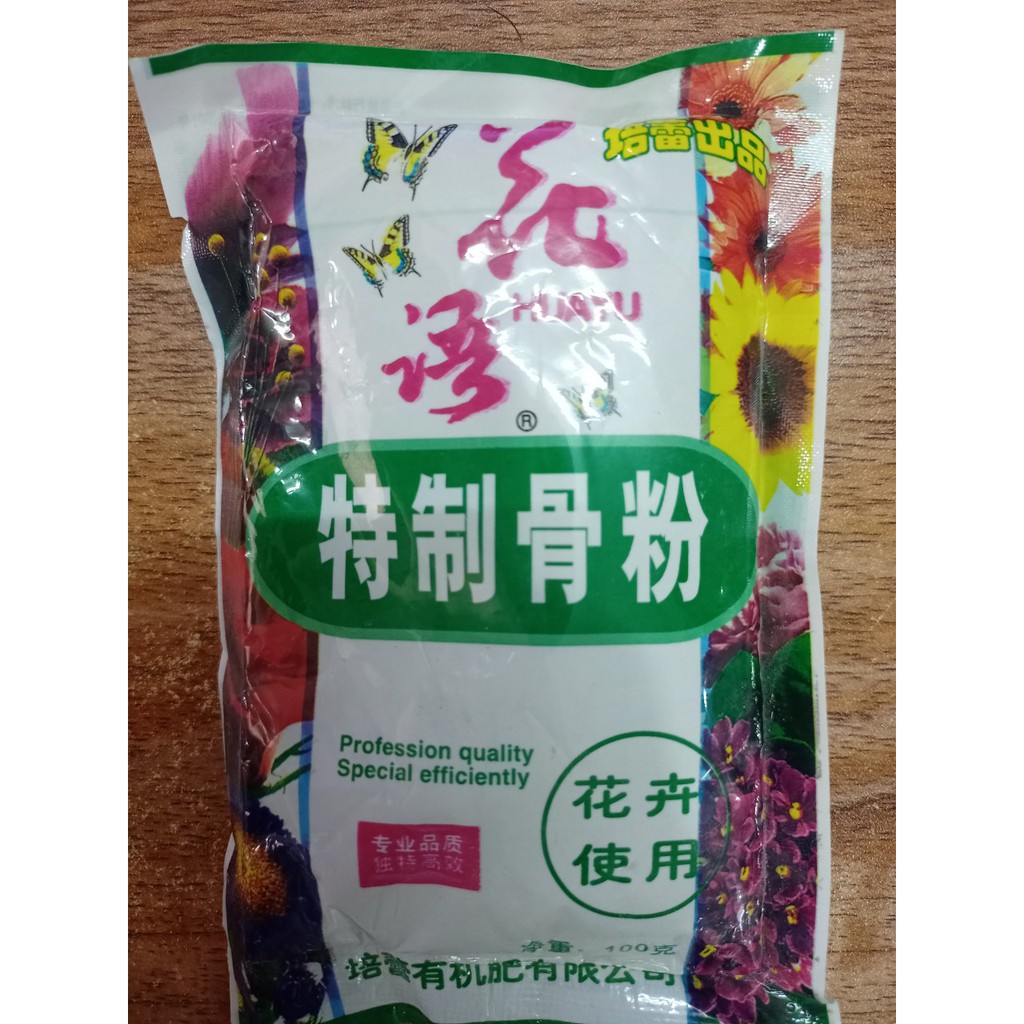 培蕾出品
花语
HUAYU
®
特制骨粉
Profession quality
Special efficiently
专业品质
独特高效
花卉
使用
净重：400克
培蕾有机肥有限公司